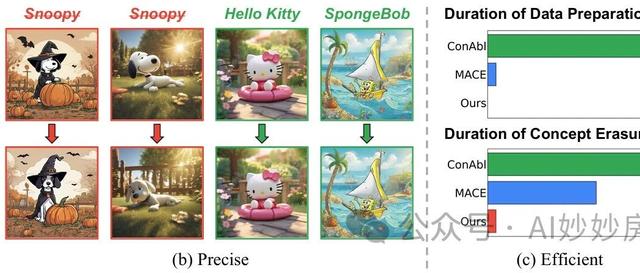 Snoopy
Snoopy
Hello Kitty
SpongeBob
(b) Precise
Duration of Data Preparatio
ConAbl
MACE
Ours
Duration of Concept Erasu
ConAbl
MACE
Ours
公众号 · AI妙妙房
(c) Efficient